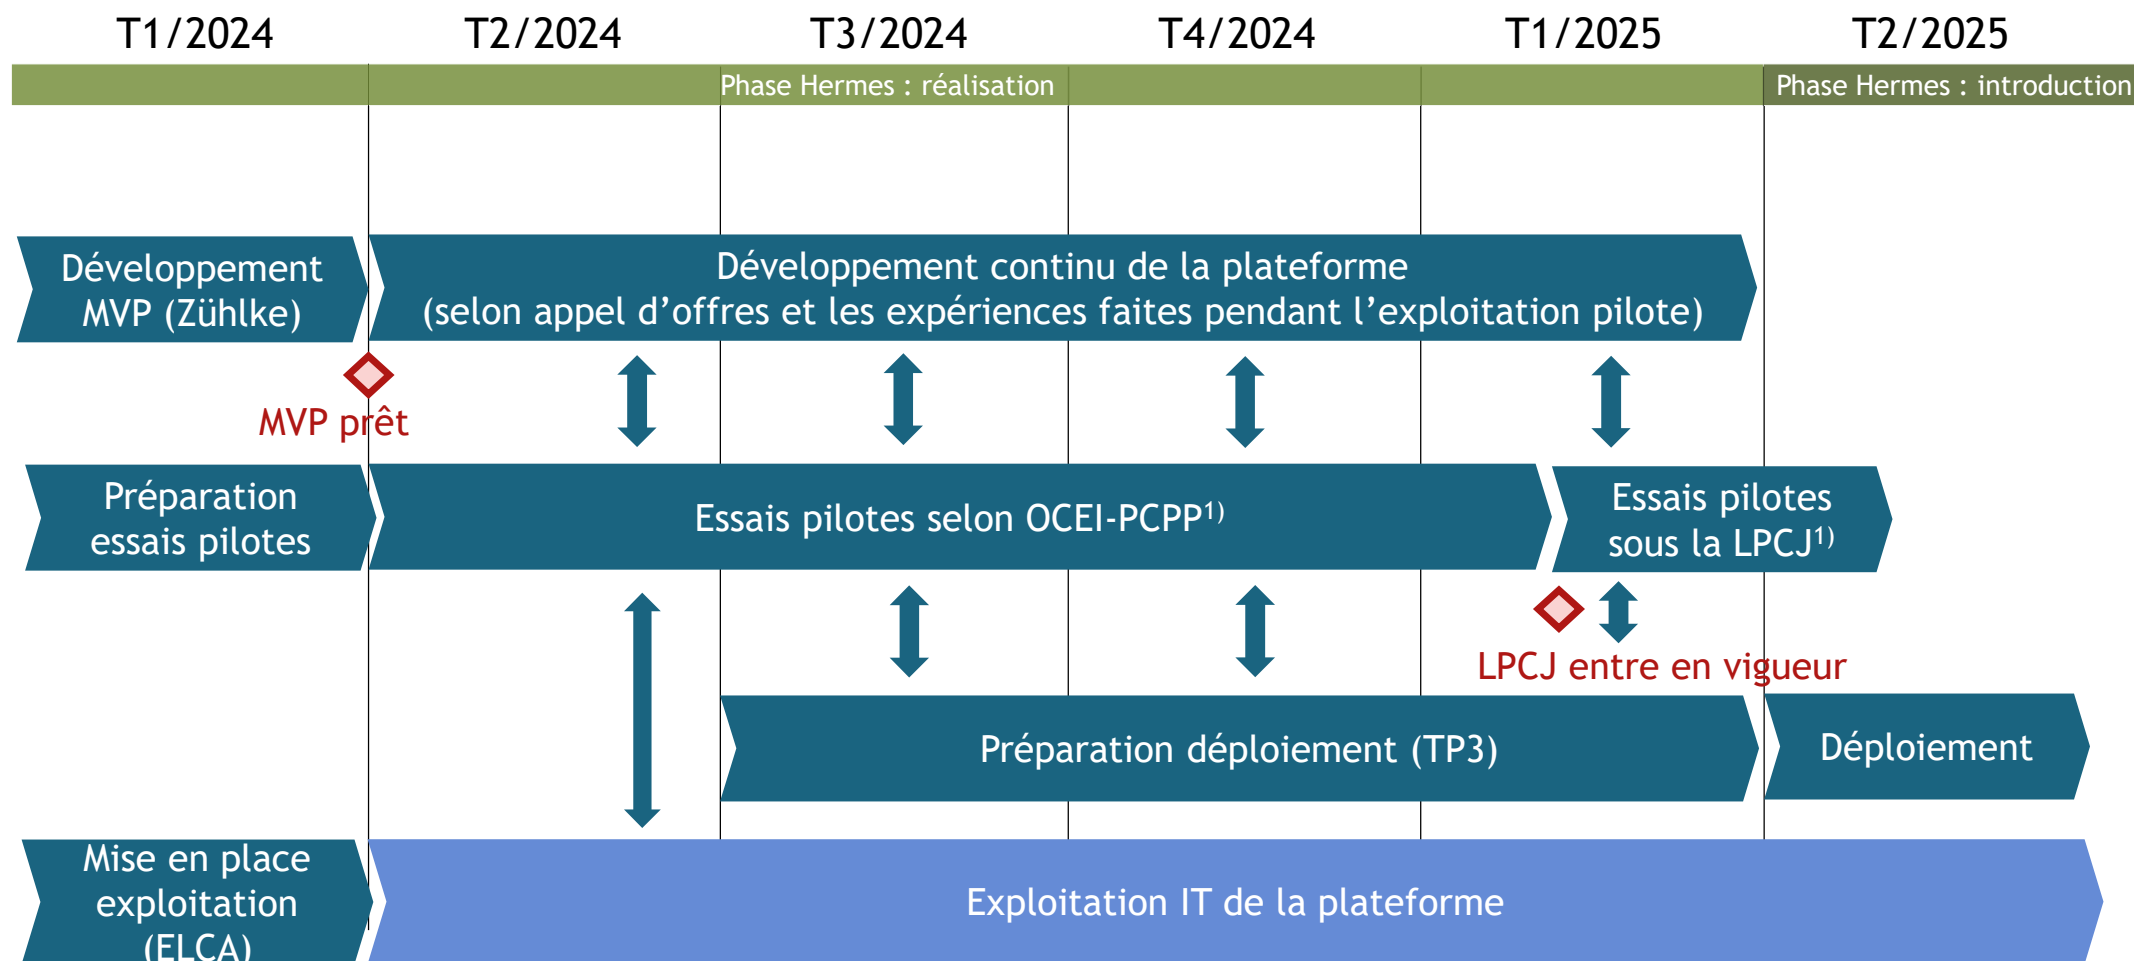 T1/2024 T2/2024 T3/2024 T4/2024 T1/2025 T2/2025
Phase Hermes : réalisation Phase Hermes : introduction
Développement
MVP (Zühlke)
Développement continu de la plateforme
(selon appel d’offres et les expériences faites pendant l’exploitation pilote)
MVP prêt
Préparation
essais pilotes
Essais pilotes selon OCEI-PCPP¹⁾
Essais pilotes
sous la LPCJ¹⁾
LPCJ entre en vigueur
Préparation déploiement (TP3)
Déploiement
Mise en place
exploitation
(ELCA)
Exploitation IT de la plateforme